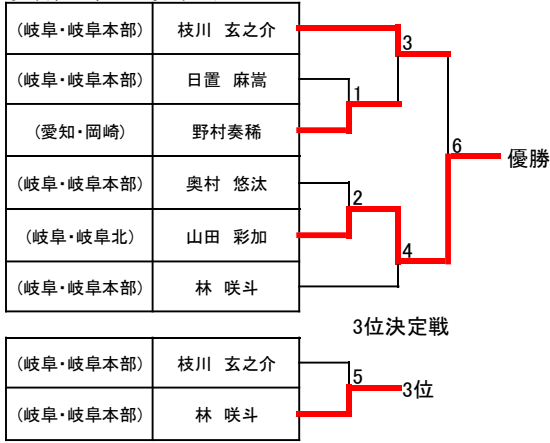 (岐阜・岐阜本部) 枝川 玄之介
3
(岐阜・岐阜本部) 日置 麻嵩
1
(愛知・岡崎) 野村奏稀
6
優勝
(岐阜・岐阜本部) 奥村 悠汰
2
(岐阜・岐阜北) 山田 彩加
4
(岐阜・岐阜本部) 林 咲斗
3位決定戦
(岐阜・岐阜本部) 枝川 玄之介
5
3位
(岐阜・岐阜本部) 林 咲斗